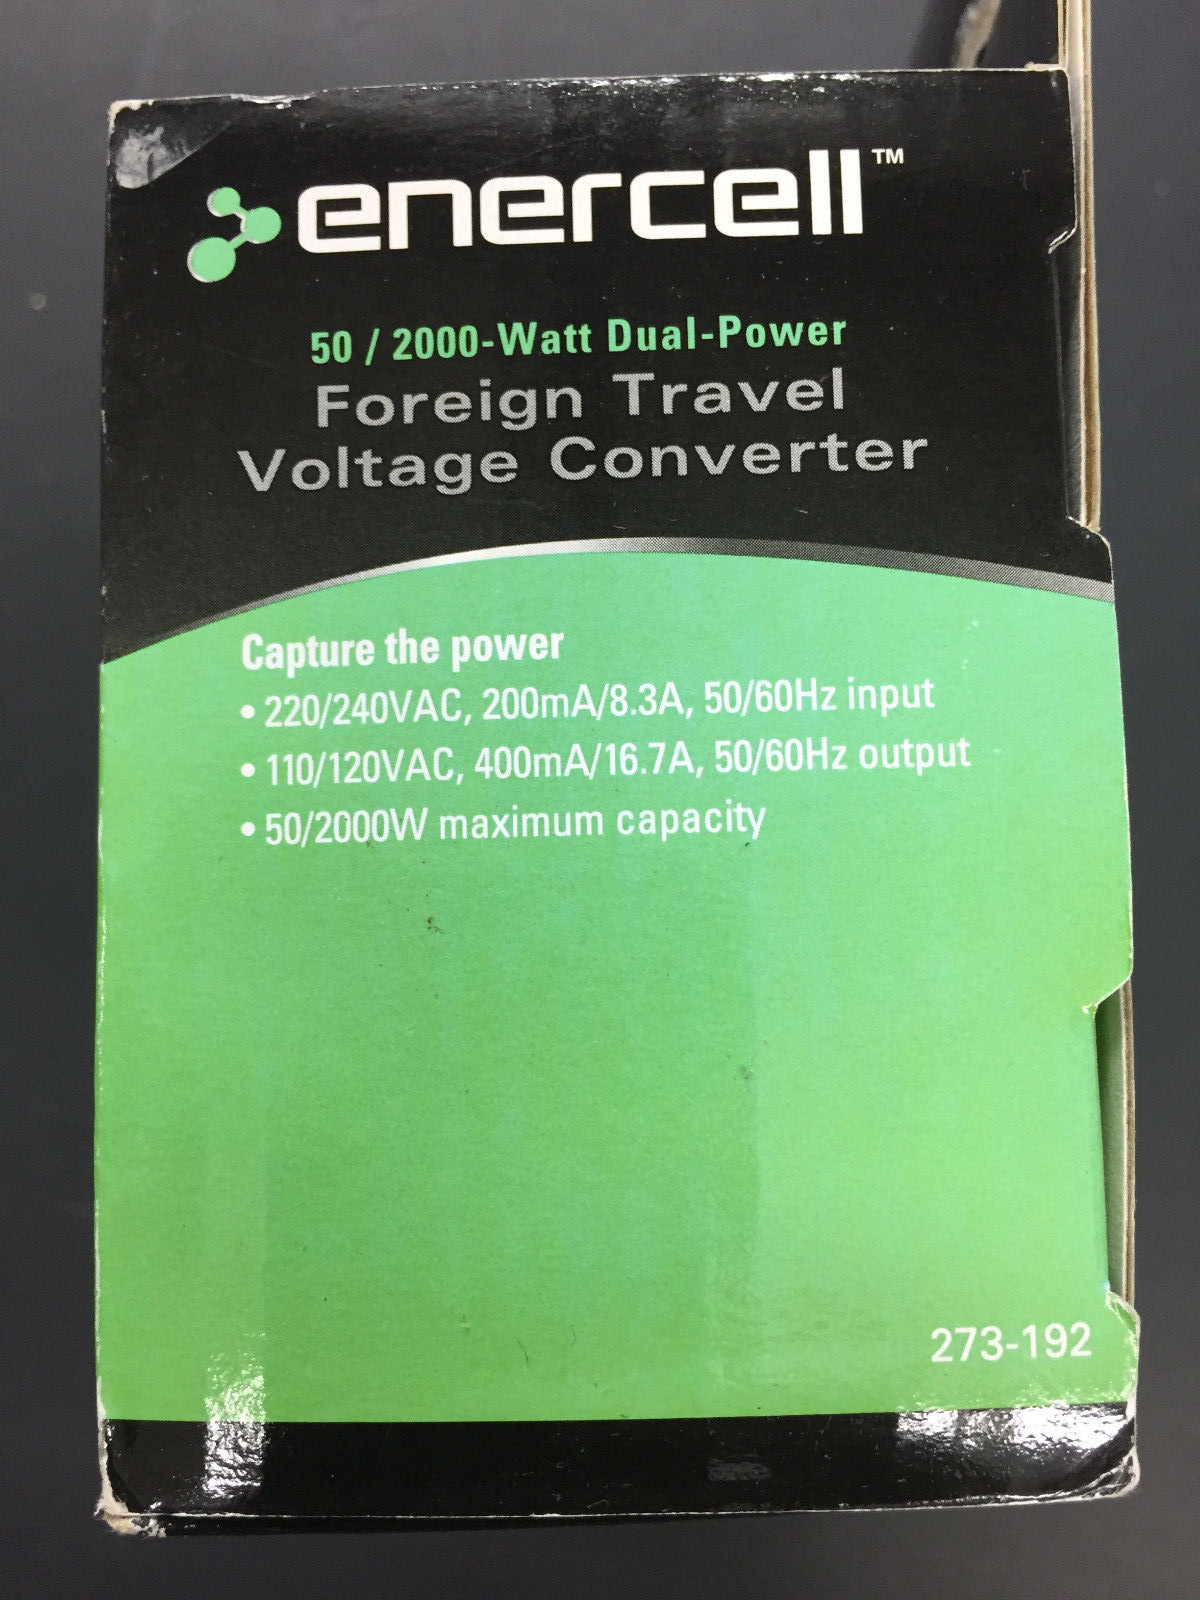 enercell™
50 / 2000-Watt Dual-Power
Foreign Travel
Voltage Converter
Capture the power
• 220/240VAC, 200mA/8.3A, 50/60Hz input
• 110/120VAC, 400mA/16.7A, 50/60Hz output
• 50/2000W maximum capacity
273-192